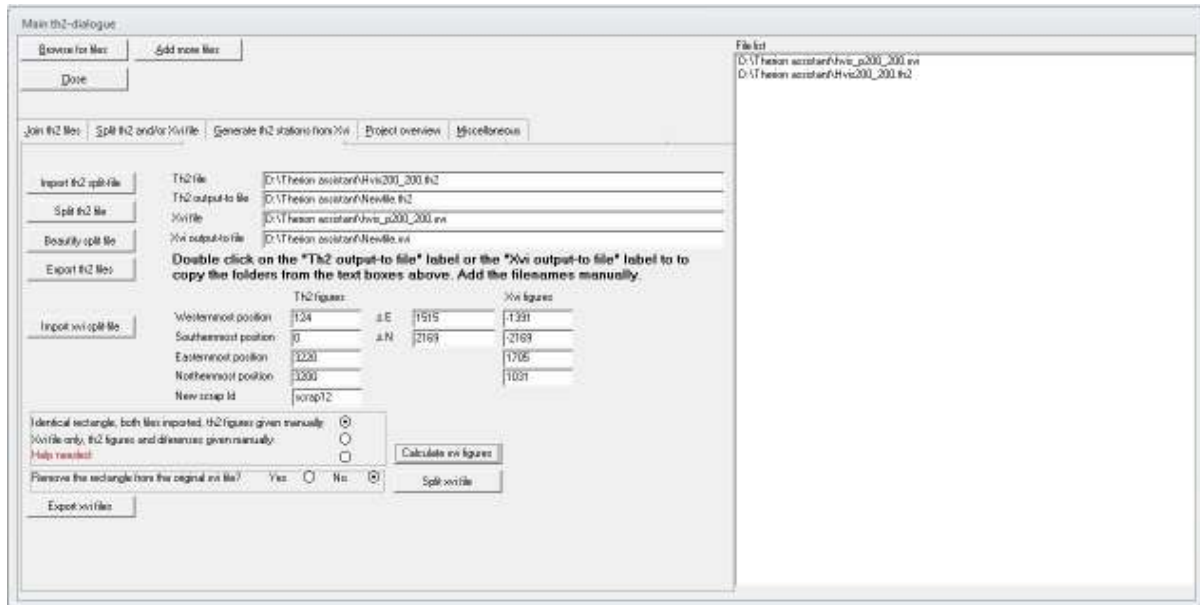 Main th2-dialogue
Browse for files
Add more files
Close
File list
D:\Therion assistant\hvis_p200_200.xvi
D:\Therion assistant\Hvis200_200.th2
Join th2 files
Split th2 and/or Xvi file
Generate th2 stations from Xvi
Project overview
Miscellaneous
Import th2 split-file
Th2 file
D:\Therion assistant\Hvis200_200.th2
Split th2 file
Th2 output-to file
D:\Therion assistant\Newfile.th2
Xvi file
D:\Therion assistant\hvis_p200_200.xvi
Beautify split file
Xvi output-to file
D:\Therion assistant\Newfile.xvi
Export th2 files
Double click on the "Th2 output-to file" label or the "Xvi output-to file" label to to
copy the folders from the text boxes above. Add the filenames manually.
Th2 figures
Xvi figures
Import xvi split-file
Westernmost position
124
Δ E
1515
-1391
Southernmost position
0
Δ N
2169
-2169
Easternmost position
3220
1705
Northernmost position
3200
1031
New scrap Id
scrap12
Identical rectangle, both files imported, th2 figures given manually
Xvi file only, th2 figures and diferences given manually
Help needed!
Calculate xvi figures
Remove the rectangle from the original xvi file?
Yes
No
Split xvi file
Export xvi files